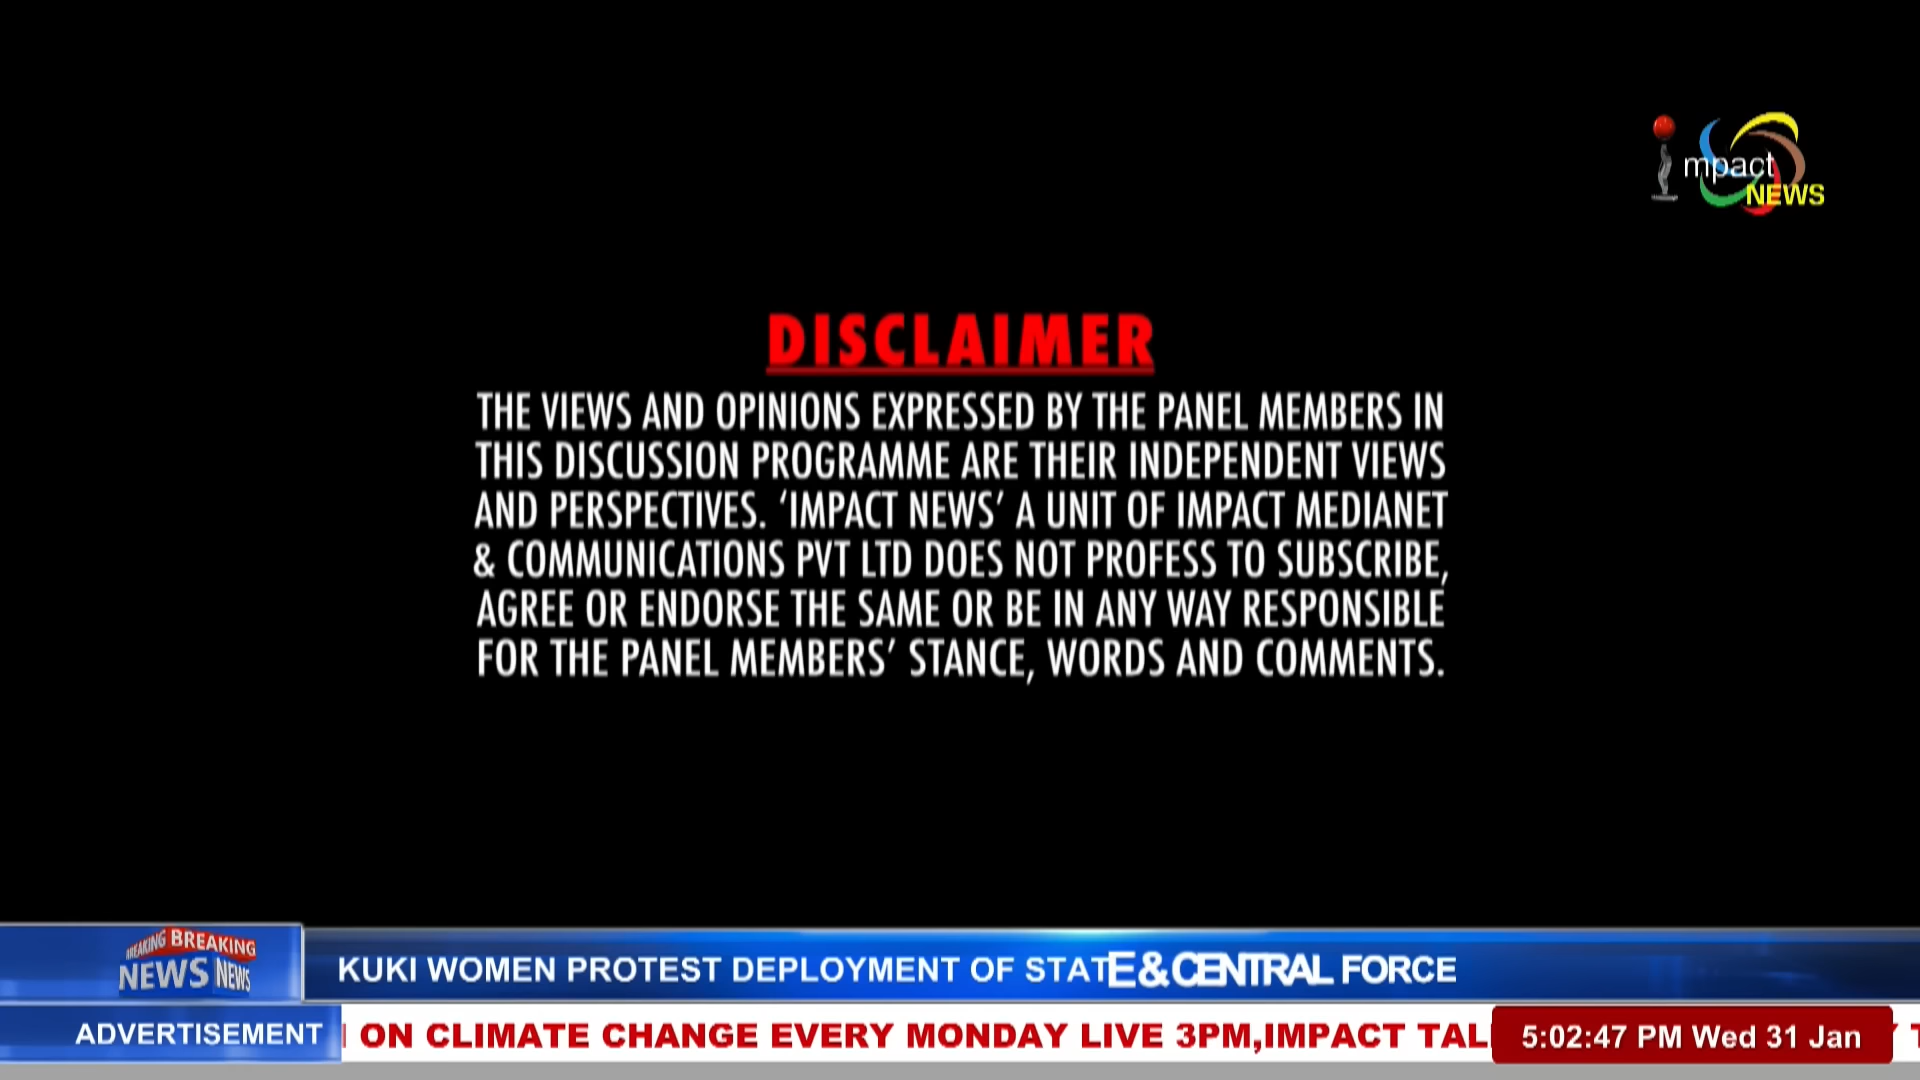 impact
NEWS
DISCLAIMER
THE VIEWS AND OPINIONS EXPRESSED BY THE PANEL MEMBERS IN
THIS DISCUSSION PROGRAMME ARE THEIR INDEPENDENT VIEWS
AND PERSPECTIVES. ‘IMPACT NEWS’ A UNIT OF IMPACT MEDIANET
& COMMUNICATIONS PVT LTD DOES NOT PROFESS TO SUBSCRIBE,
AGREE OR ENDORSE THE SAME OR BE IN ANY WAY RESPONSIBLE
FOR THE PANEL MEMBERS’ STANCE, WORDS AND COMMENTS.
BREAKING BREAKING
NEWS NEWS
KUKI WOMEN PROTEST DEPLOYMENT OF STATE & CENTRAL FORCE
ADVERTISEMENT
ON CLIMATE CHANGE EVERY MONDAY LIVE 3PM,IMPACT
5:02:47 PM Wed 31 Jan